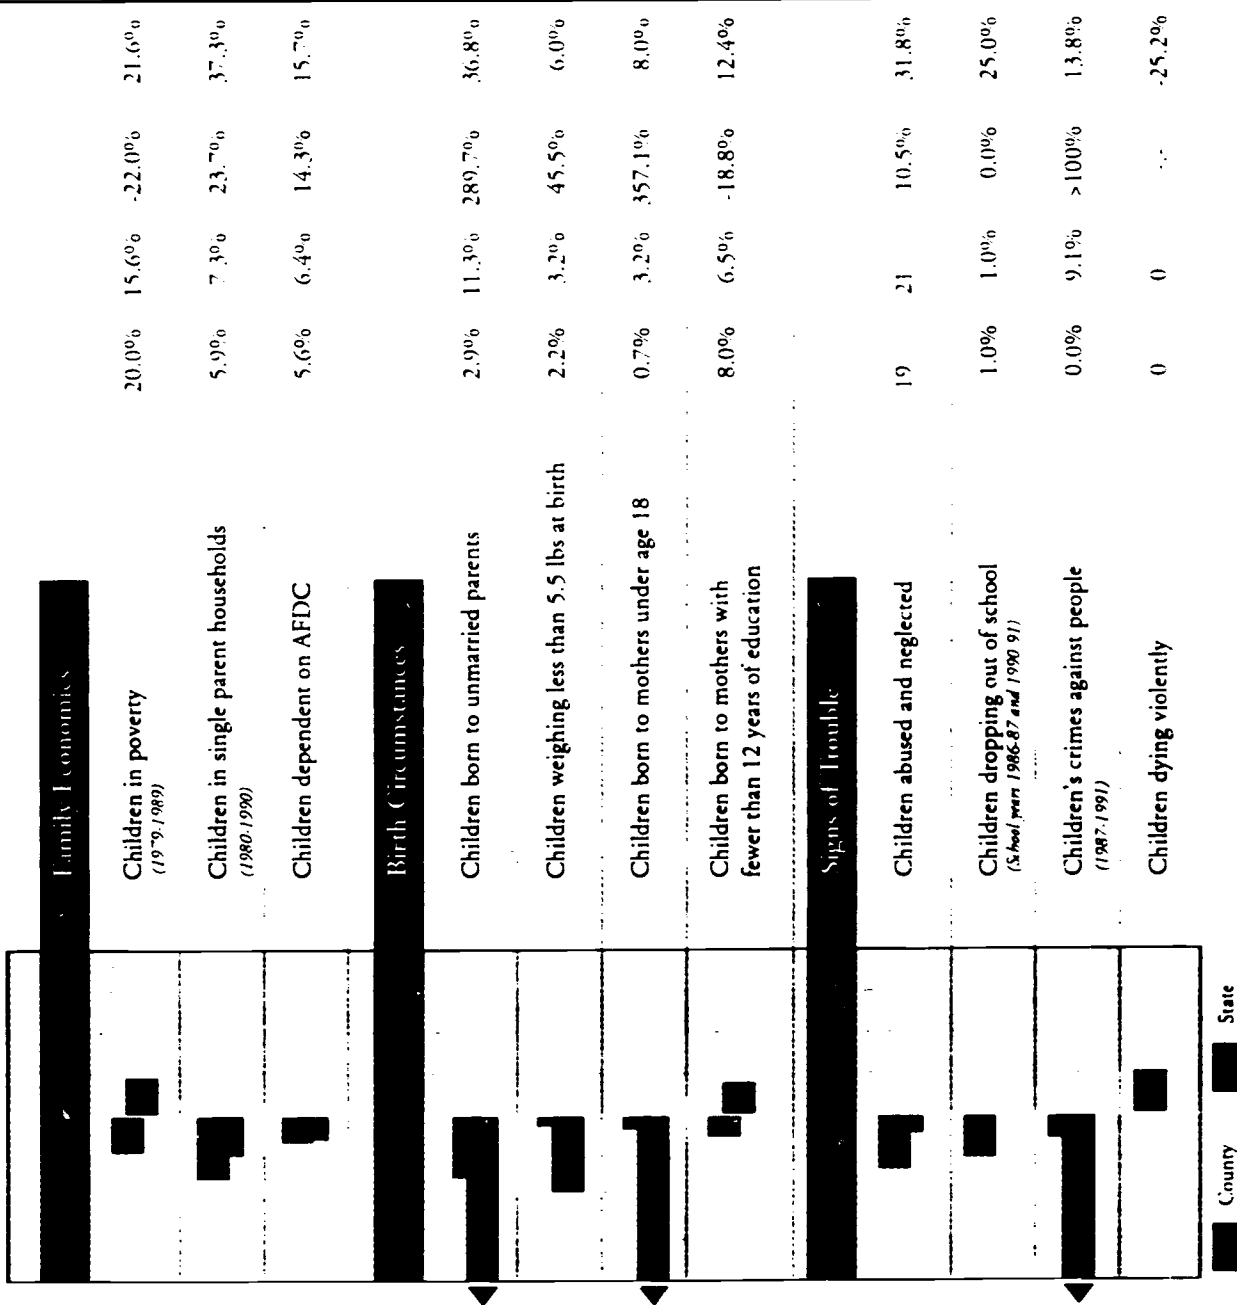 Family Economics
Children in poverty 20.0% 15.6% -22.0% 21.6%
(1979-1989)
Children in single parent households 5.9% 7.3% 23.7% 37.3%
(1980-1990)
Children dependent on AFDC 5.6% 6.4% 14.3% 15.7%
Birth Circumstances
Children born to unmarried parents 2.9% 11.3% 289.7% 36.8%
Children weighing less than 5.5 lbs at birth 2.2% 3.2% 45.5% 6.0%
Children born to mothers under age 18 0.7% 3.2% 357.1% 8.0%
Children born to mothers with
fewer than 12 years of education 8.0% 6.5% -18.8% 12.4%
Signs of Trouble
Children abused and neglected 19 21 10.5% 31.8%
Children dropping out of school 1.0% 1.0% 0.0% 25.0%
(School years 1986-87 and 1990 91)
Children's crimes against people 0.0% 9.1% >100% 13.8%
(1987-1991)
Children dying violently 0 0 -.- -25.2%
County State